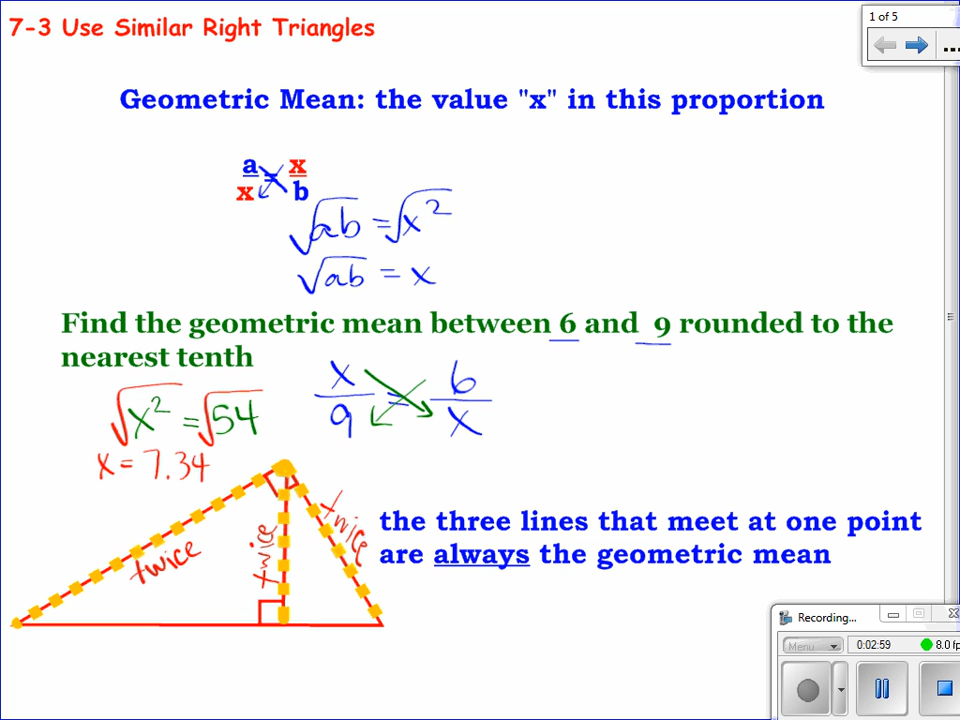 7-3 Use Similar Right Triangles
1 of 5
...
Geometric Mean: the value "x" in this proportion
a/x = x/b
√ab = √x²
√ab = x
Find the geometric mean between 6 and 9 rounded to the
nearest tenth
√x² = √54
x/9 = 6/x
x = 7.34
twice
twice
twice
the three lines that meet at one point
are always the geometric mean
Recording...
Menu
0:02:59
8.0 fp